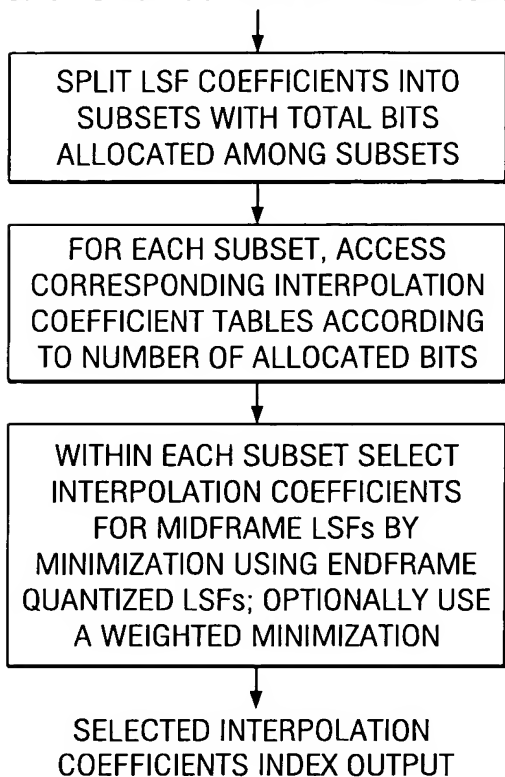 SPLIT LSF COEFFICIENTS INTO
SUBSETS WITH TOTAL BITS
ALLOCATED AMONG SUBSETS
FOR EACH SUBSET, ACCESS
CORRESPONDING INTERPOLATION
COEFFICIENT TABLES ACCORDING
TO NUMBER OF ALLOCATED BITS
WITHIN EACH SUBSET SELECT
INTERPOLATION COEFFICIENTS
FOR MIDFRAME LSFs BY
MINIMIZATION USING ENDFRAME
QUANTIZED LSFs; OPTIONALLY USE
A WEIGHTED MINIMIZATION
SELECTED INTERPOLATION
COEFFICIENTS INDEX OUTPUT